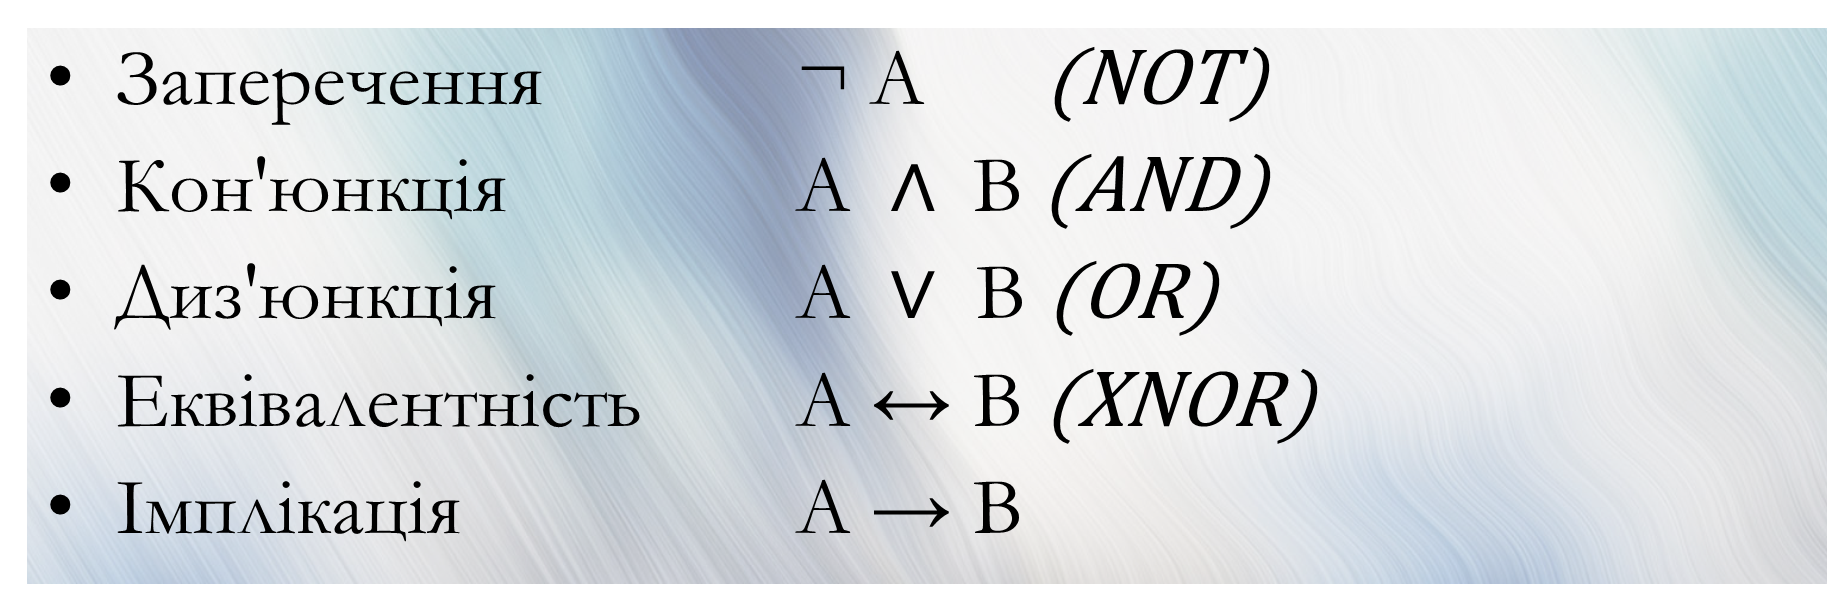 • Заперечення ¬ A (NOT)
• Кон'юнкція A ∧ B (AND)
• Диз'юнкція A ∨ B (OR)
• Еквівалентність A ↔ B (XNOR)
• Імплікація A → B